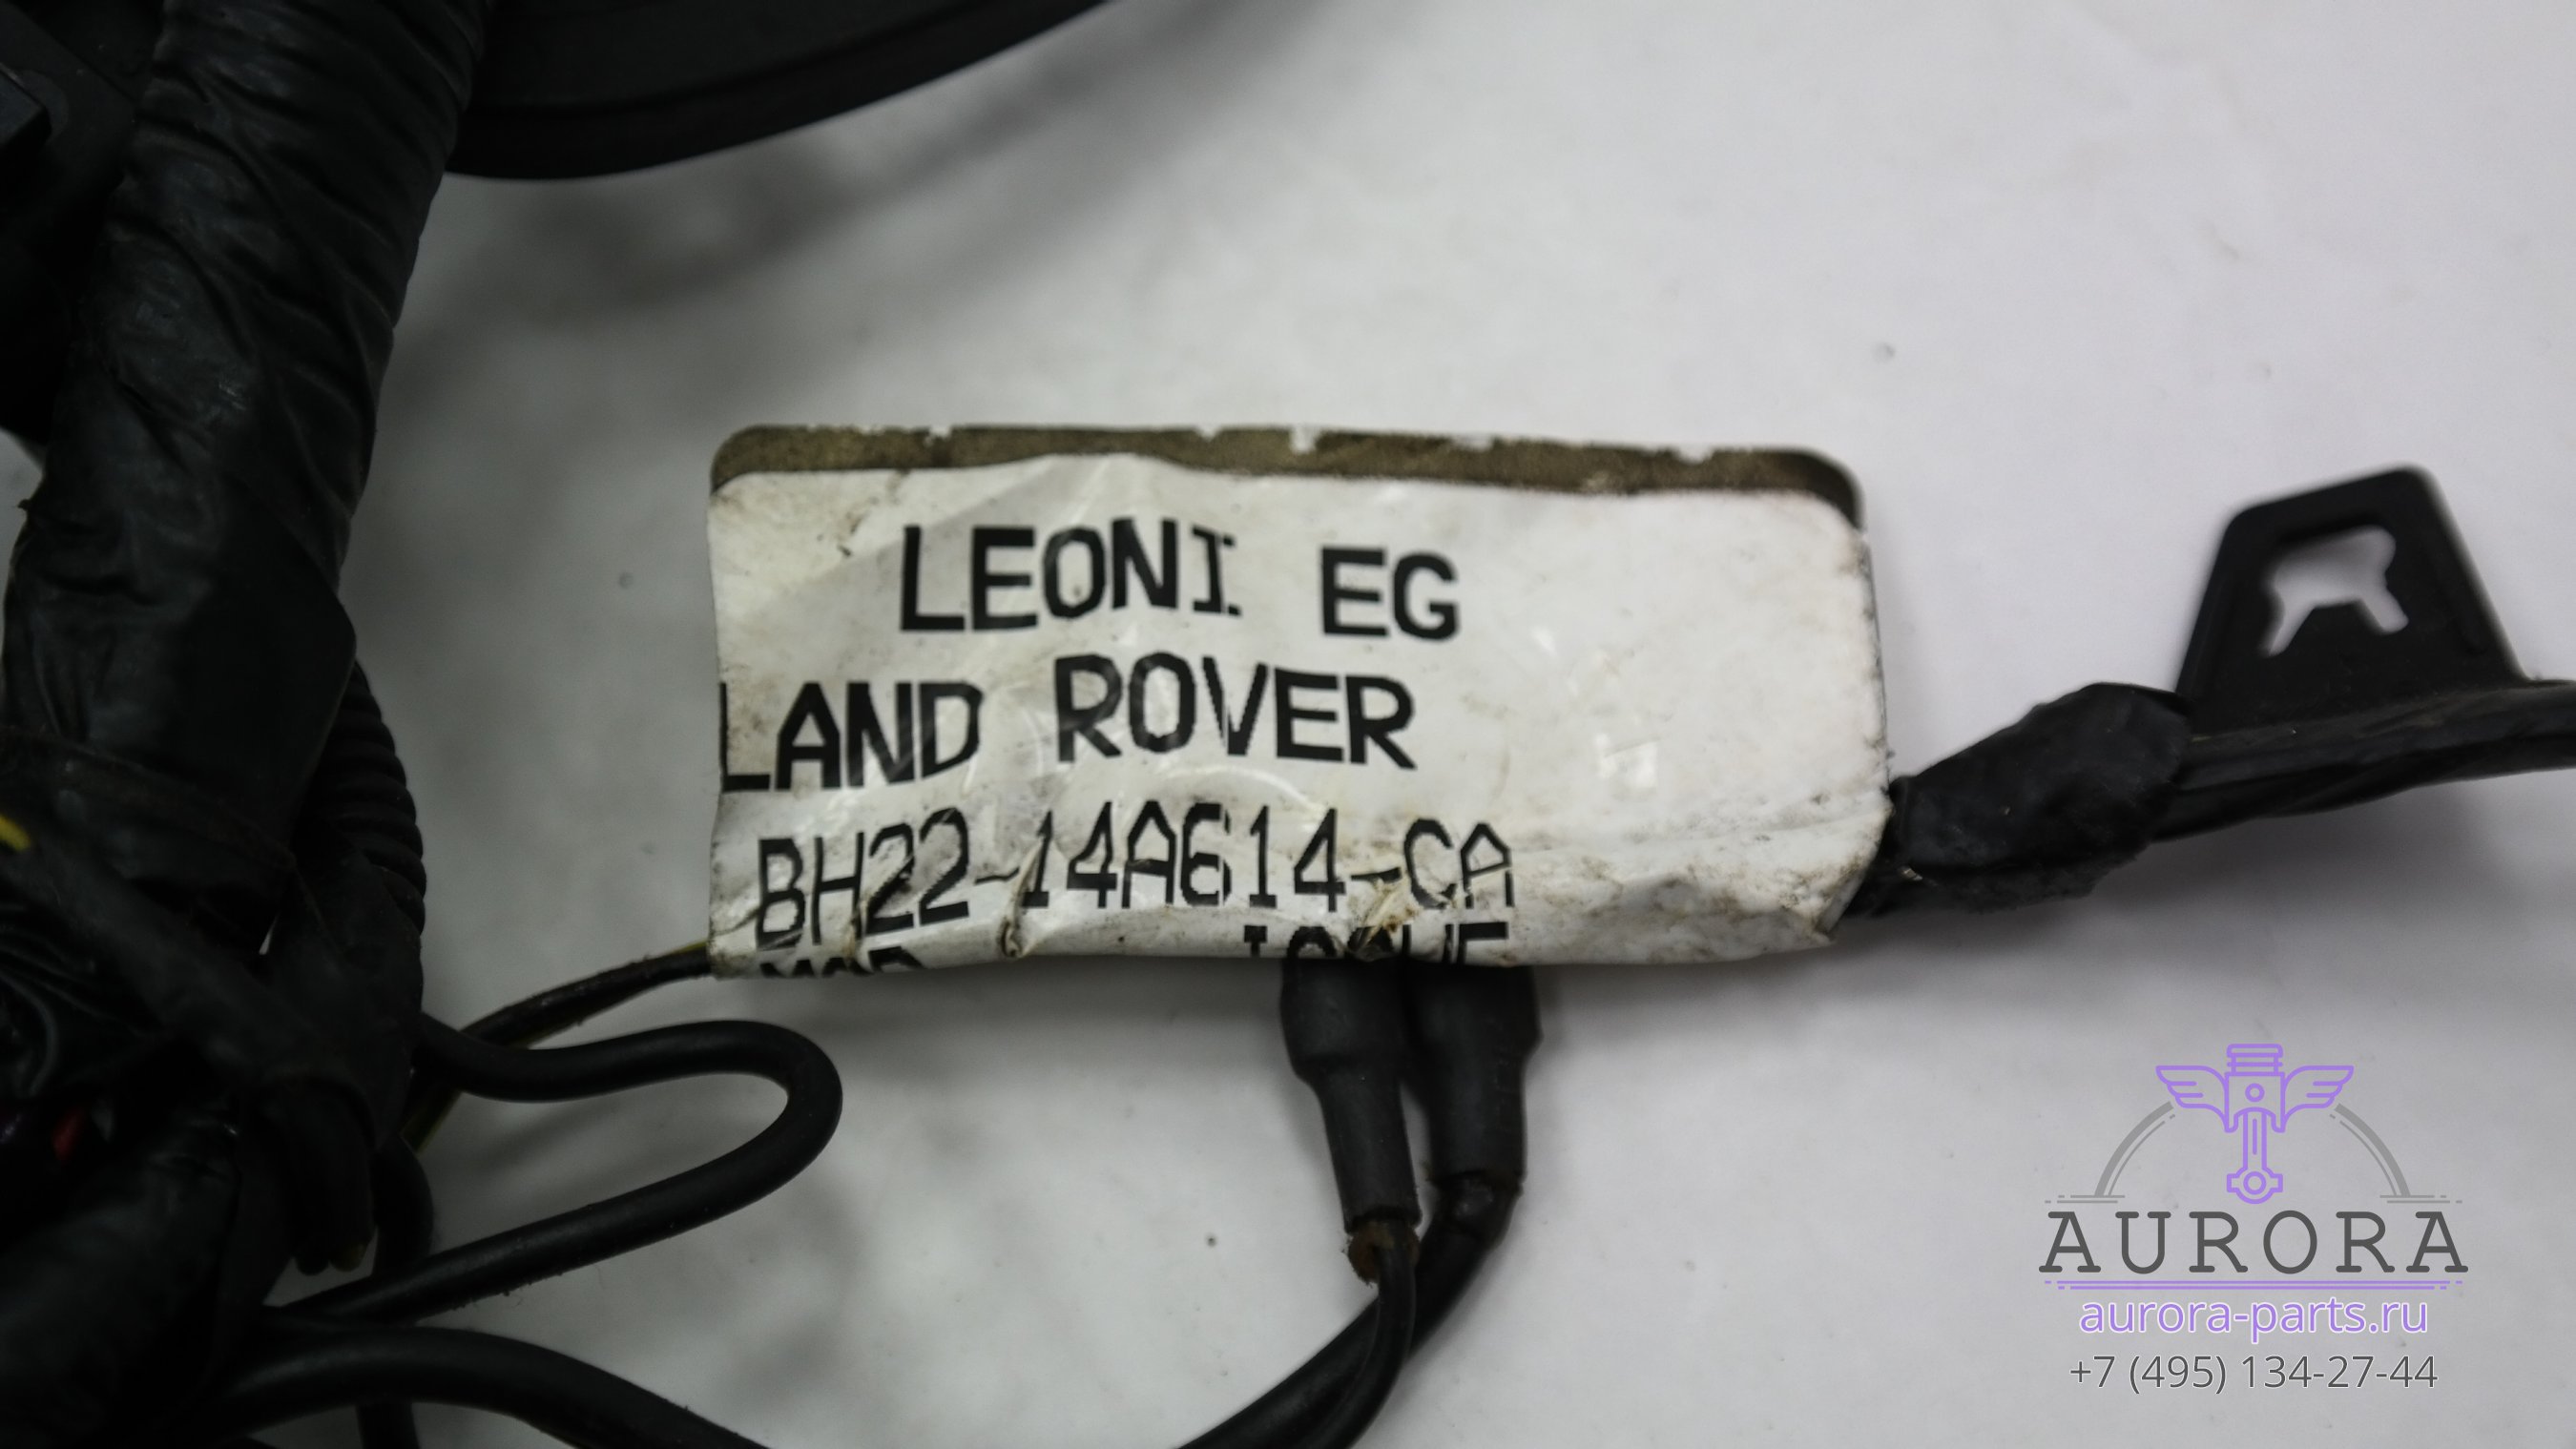 LEONI EG
LAND ROVER
BH22-14A614-CA
AURORA
aurora-parts.ru
+7 (495) 134-27-44